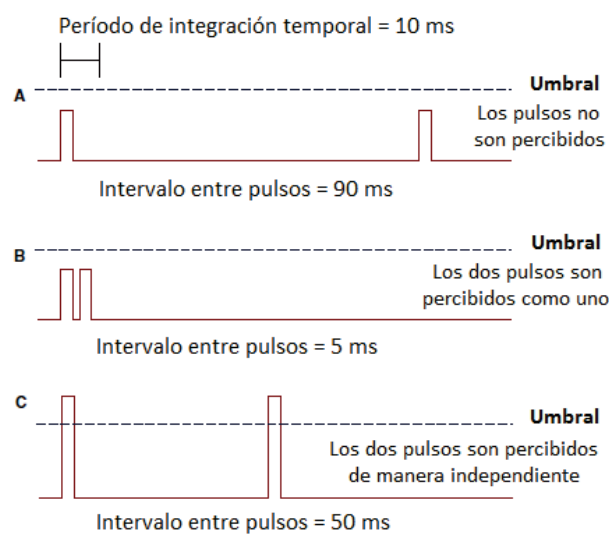 Período de integración temporal = 10 ms
A
Umbral
Los pulsos no
son percibidos
Intervalo entre pulsos = 90 ms
B
Umbral
Los dos pulsos son
percibidos como uno
Intervalo entre pulsos = 5 ms
C
Umbral
Los dos pulsos son percibidos
de manera independiente
Intervalo entre pulsos = 50 ms